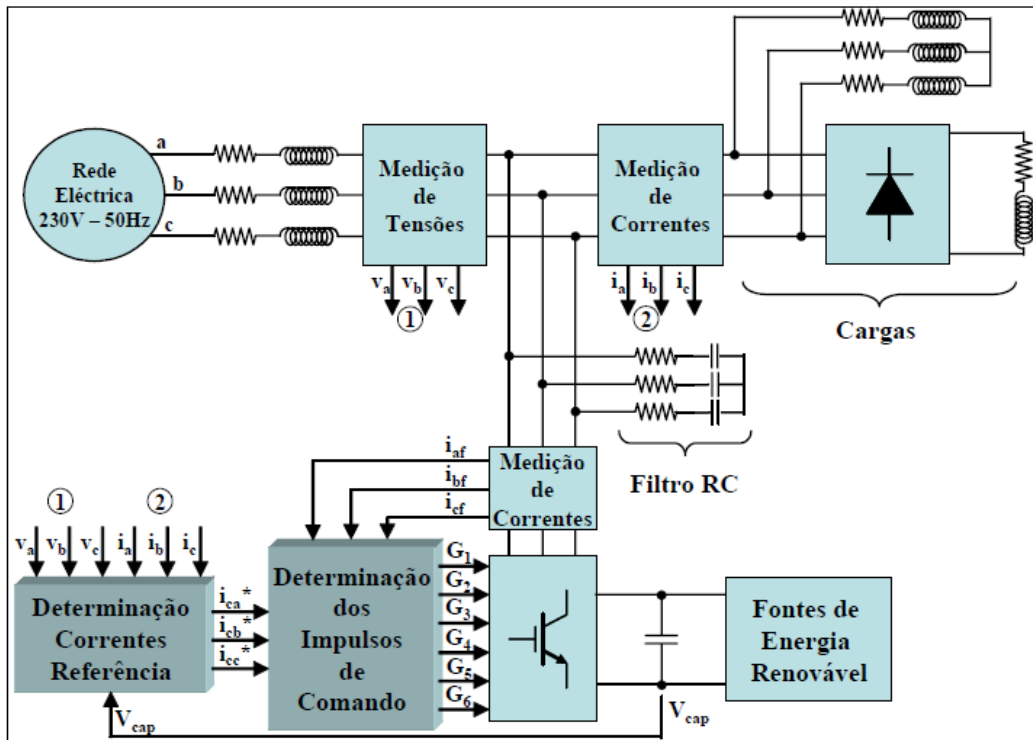 Rede
Eléctrica
230V – 50Hz
a
b
c
Medição
de
Tensões
va
vb
vc
1
Medição
de
Correntes
ia
ib
ic
2
Cargas
Filtro RC
iaf
ibf
icf
Medição
de
Correntes
1
2
va
vb
vc
ia
ib
ic
Determinação
Correntes
Referência
ica*
icb*
icc*
Determinação
dos
Impulsos
de
Comando
G1
G2
G3
G4
G5
G6
Fontes de
Energia
Renovável
Vcap
Vcap